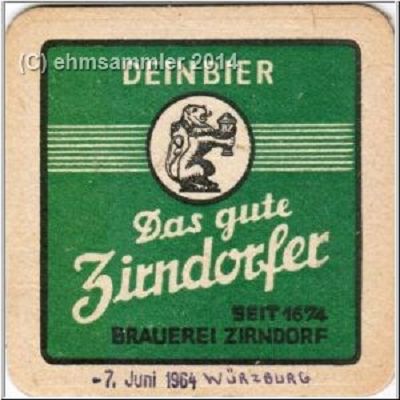 (C) ehmsammler 2014
DEIN BIER
Das gute
Zirndorfer
SEIT 1674
BRAUEREI ZIRNDORF
-7. Juni 1964 WÜRZBURG